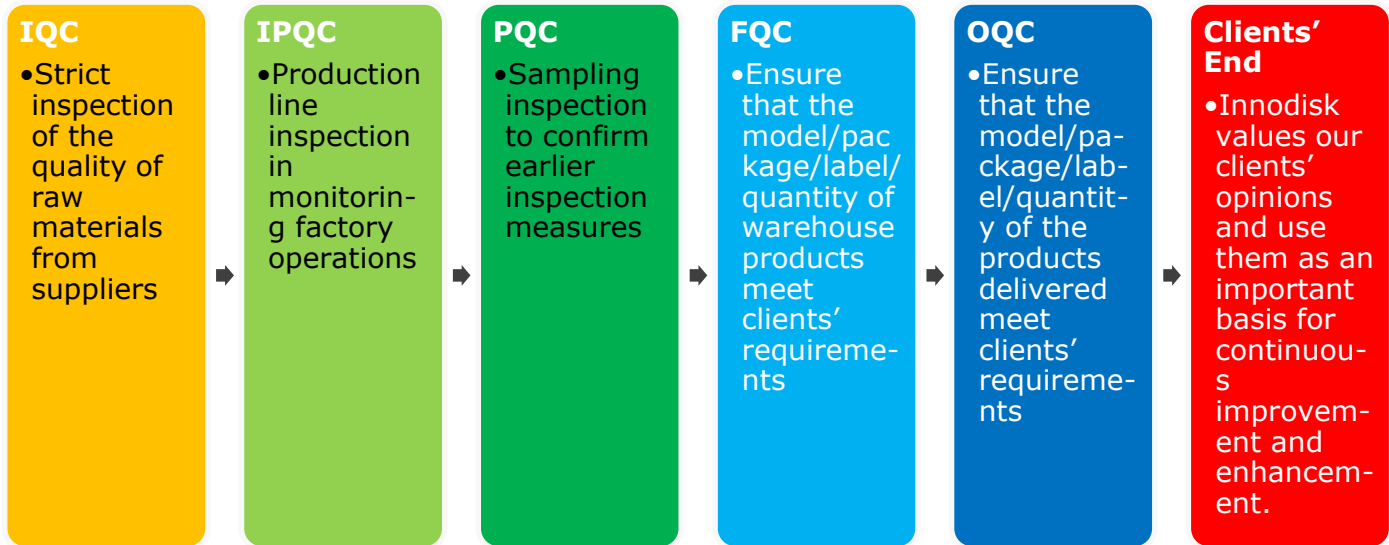 IQC
•Strict
inspection
of the
quality of
raw
materials
from
suppliers
IPQC
•Production
line
inspection
in
monitorin-
g factory
operations
PQC
•Sampling
inspection
to confirm
earlier
inspection
measures
FQC
•Ensure
that the
model/pac
kage/label/
quantity of
warehouse
products
meet
clients’
requireme-
nts
OQC
•Ensure
that the
model/pa-
ckage/lab-
el/quantit-
y of the
products
delivered
meet
clients’
requireme-
nts
Clients’
End
•Innodisk
values our
clients’
opinions
and use
them as an
important
basis for
continuou-
s
improvem-
ent and
enhancem-
ent.